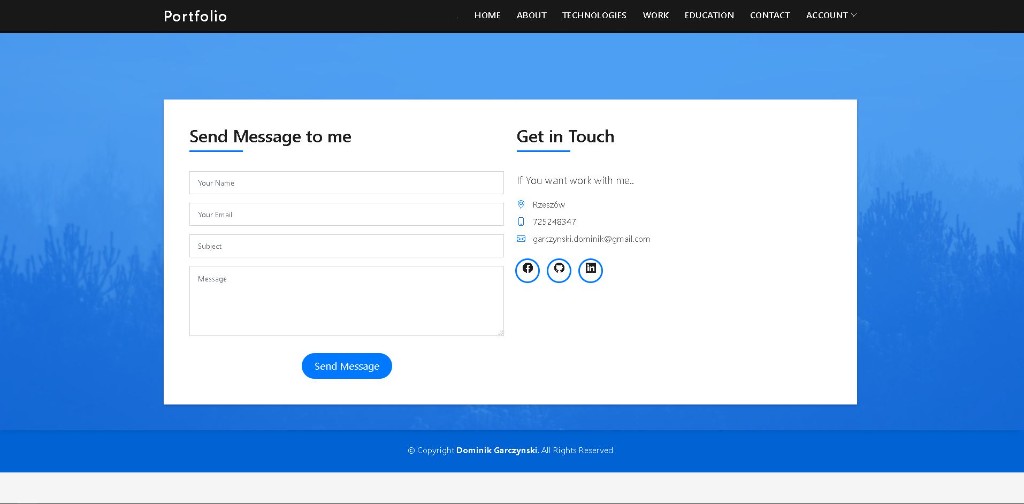 Portfolio
HOME ABOUT TECHNOLOGIES WORK EDUCATION CONTACT ACCOUNT
Send Message to me
Your Name
Your Email
Subject
Message
Send Message
Get in Touch
If You want work with me..
Rzeszów
725248347
garczynski.dominik@gmail.com
© Copyright Dominik Garczynski. All Rights Reserved